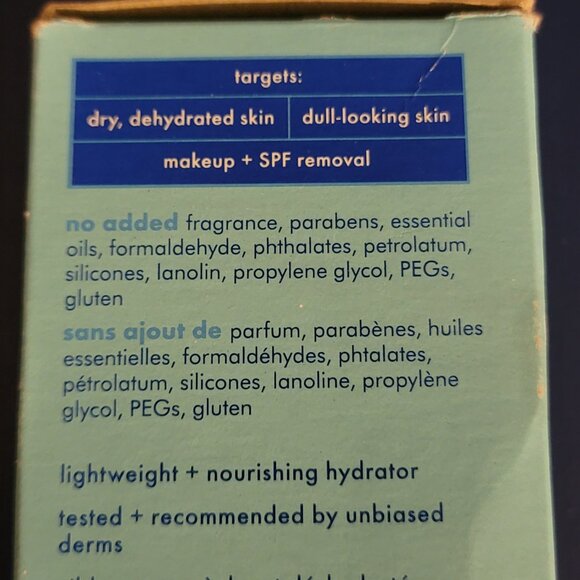 targets:
dry, dehydrated skin
dull-looking skin
makeup + SPF removal
no added fragrance, parabens, essential
oils, formaldehyde, phthalates, petrolatum,
silicones, lanolin, propylene glycol, PEGs,
gluten
sans ajout de parfum, parabènes, huiles
essentielles, formaldéhydes, phtalates,
pétrolatum, silicones, lanoline, propylène
glycol, PEGs, gluten
lightweight + nourishing hydrator
tested + recommended by unbiased
derms